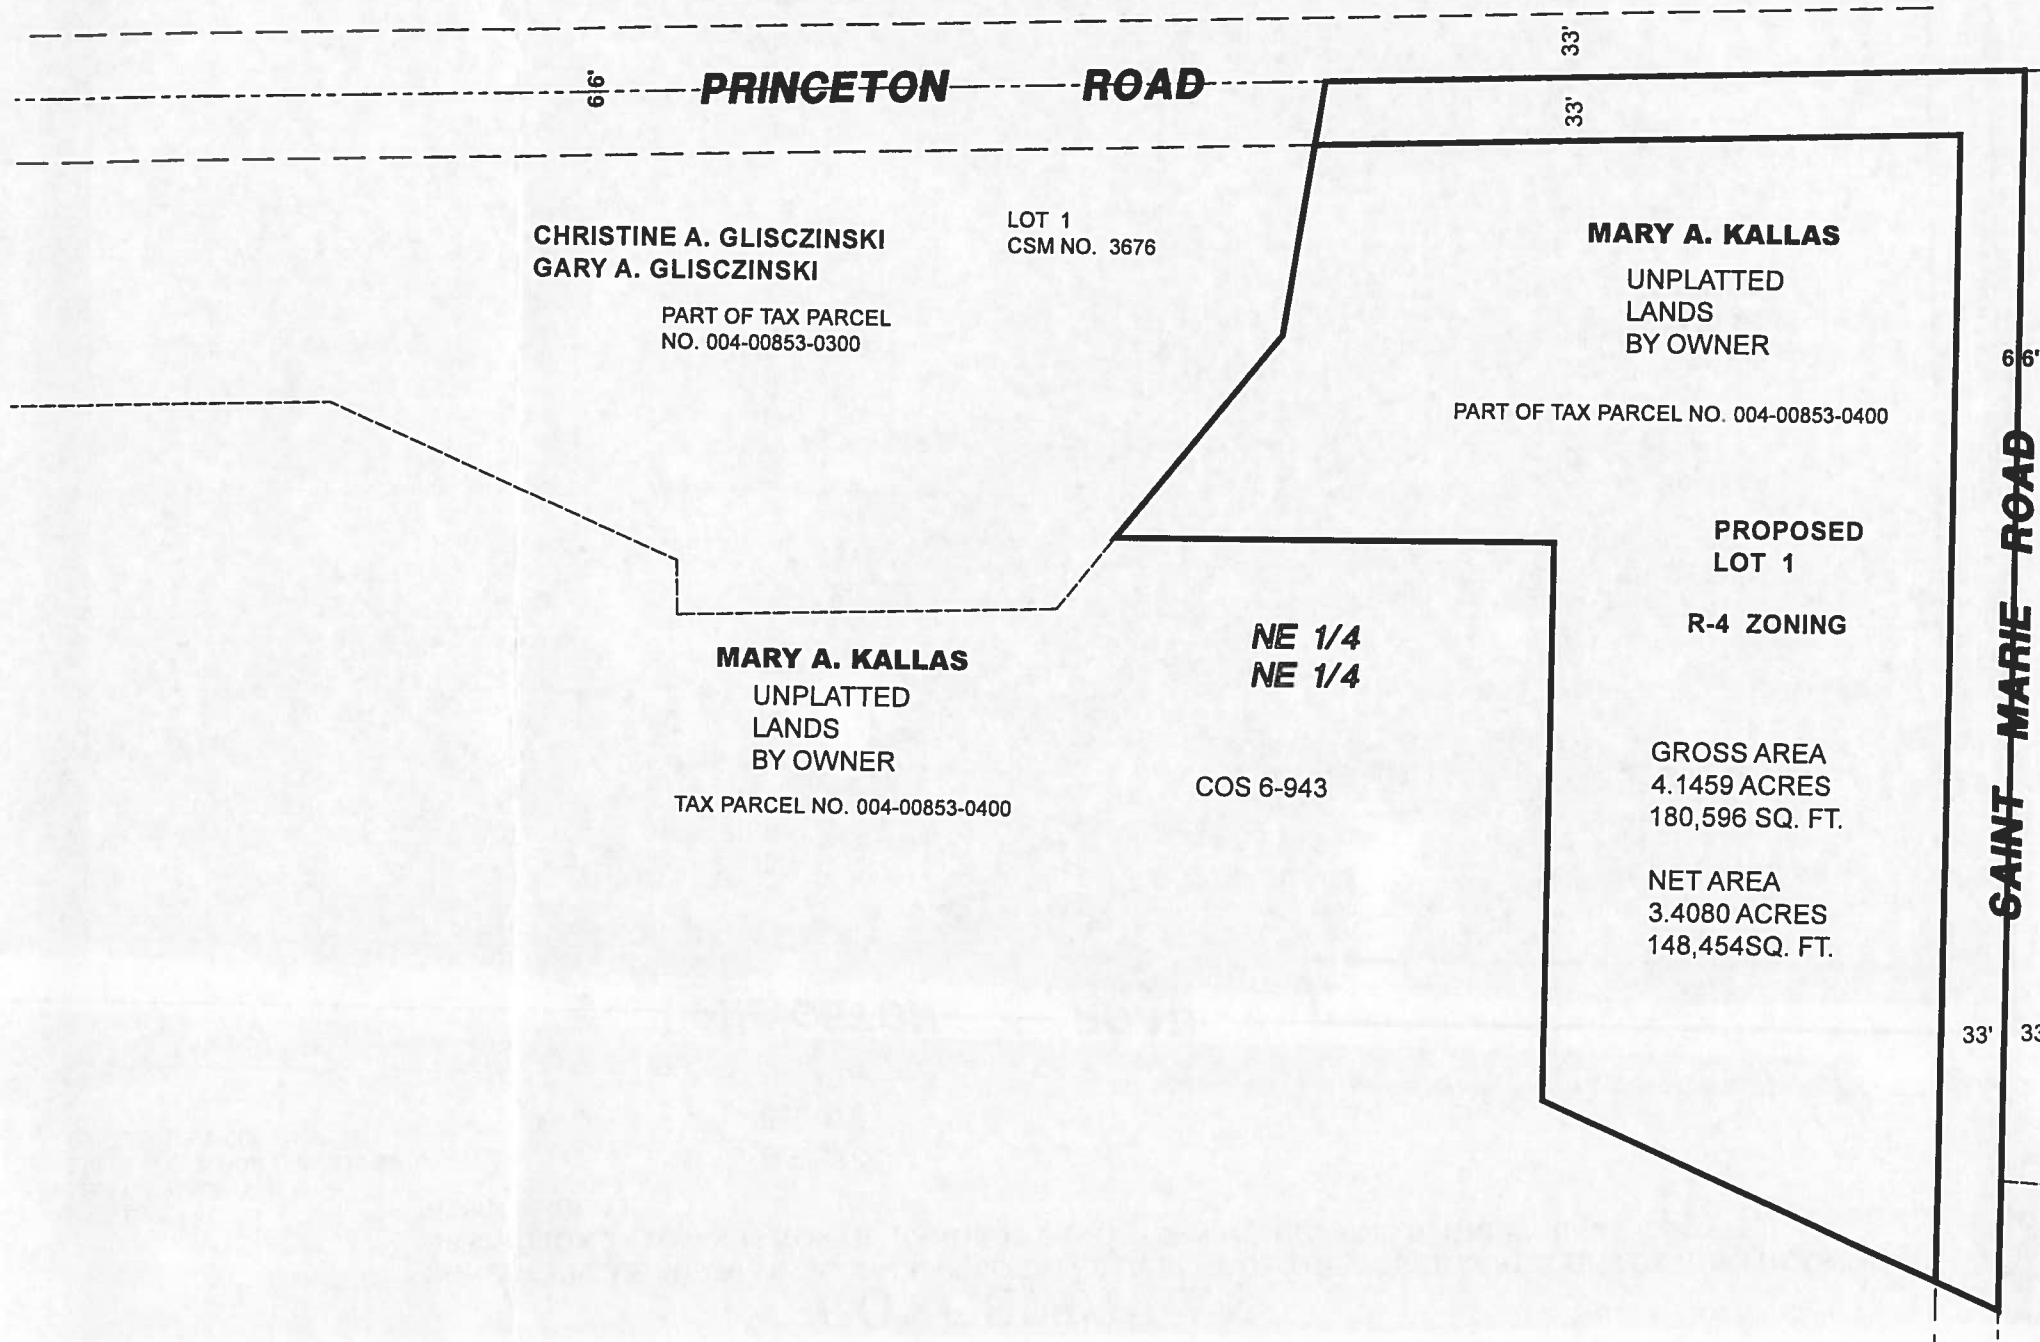 33'
66'
PRINCETON ROAD
33'
CHRISTINE A. GLISCZINSKI
GARY A. GLISCZINSKI
PART OF TAX PARCEL
NO. 004-00853-0300
LOT 1
CSM NO. 3676
MARY A. KALLAS
UNPLATTED
LANDS
BY OWNER
PART OF TAX PARCEL NO. 004-00853-0400
66'
SAINT MARIE ROAD
PROPOSED
LOT 1
R-4 ZONING
NE 1/4
NE 1/4
MARY A. KALLAS
UNPLATTED
LANDS
BY OWNER
TAX PARCEL NO. 004-00853-0400
COS 6-943
GROSS AREA
4.1459 ACRES
180,596 SQ. FT.
NET AREA
3.4080 ACRES
148,454SQ. FT.
33'
33